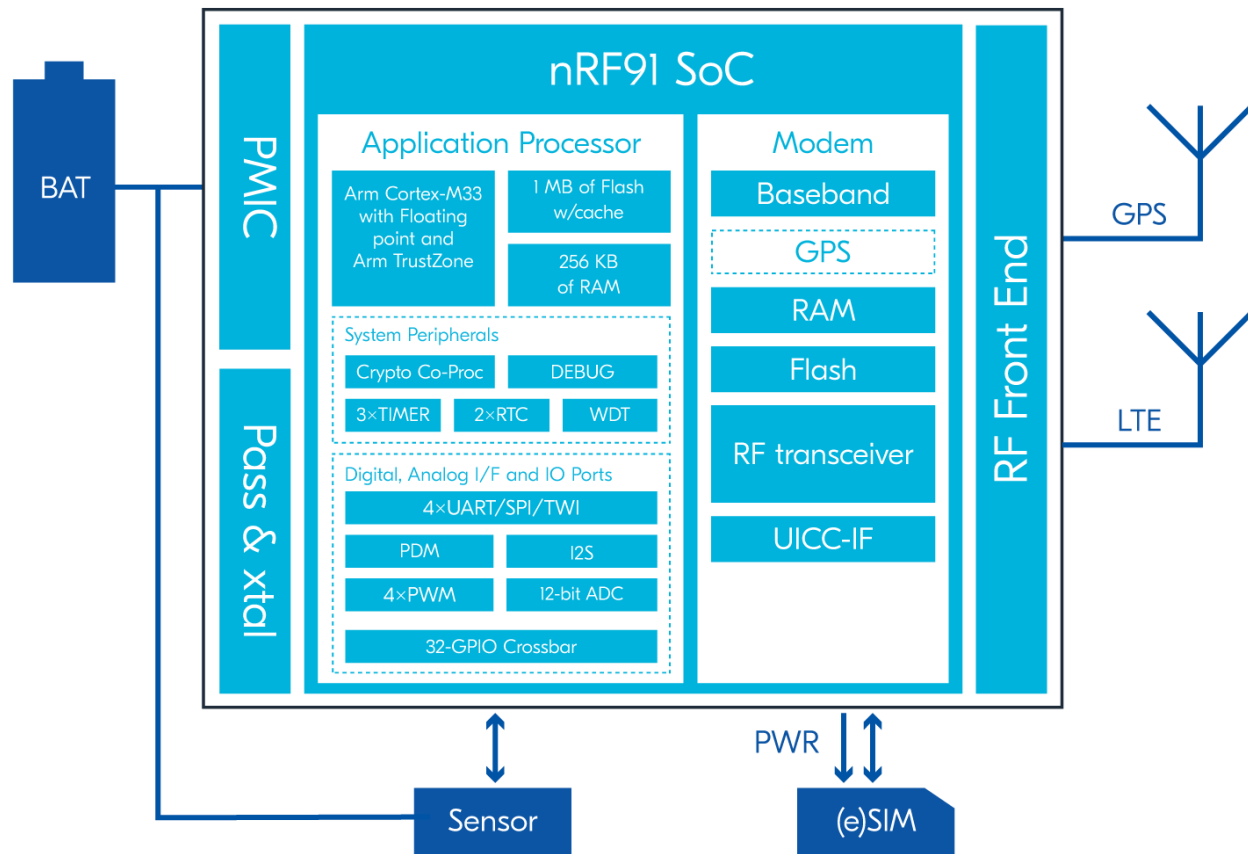 nRF91 SoC
BAT
PMIC
Pass & xtal
Application Processor
Arm Cortex-M33
with Floating
point and
Arm TrustZone
1 MB of Flash
w/cache
256 KB
of RAM
System Peripherals
Crypto Co-Proc
DEBUG
3×TIMER
2×RTC
WDT
Digital, Analog I/F and IO Ports
4×UART/SPI/TWI
PDM
I2S
4×PWM
12-bit ADC
32-GPIO Crossbar
Modem
Baseband
GPS
RAM
Flash
RF transceiver
UICC-IF
RF Front End
GPS
LTE
PWR
Sensor
(e)SIM